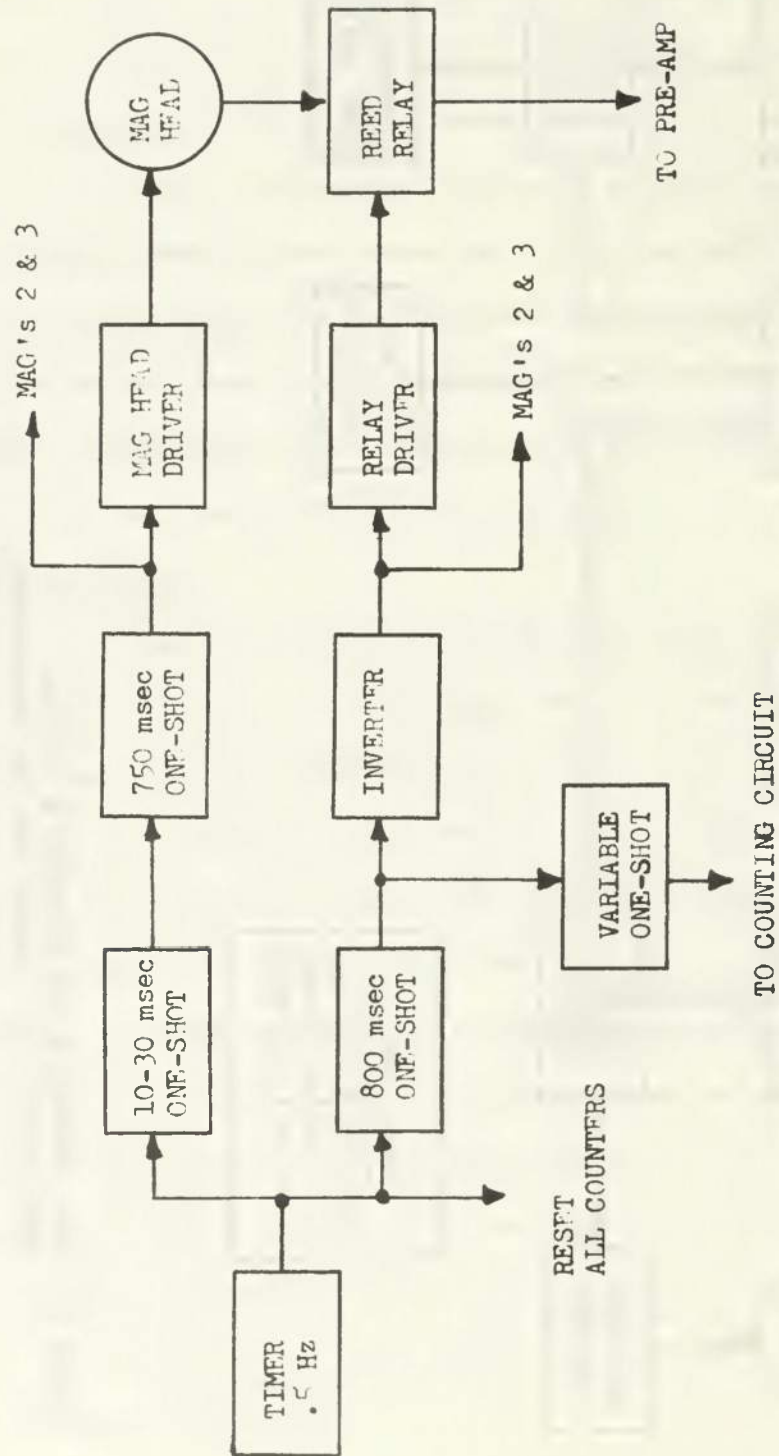 TIMER
.5 Hz
10-30 msec
ONE-SHOT
750 msec
ONE-SHOT
MAG's 2 & 3
MAG HEAD
DRIVER
MAG
HEAD
800 msec
ONE-SHOT
INVERTER
RELAY
DRIVER
REED
RELAY
MAG's 2 & 3
TO PRE-AMP
RESET
ALL COUNTERS
VARIABLE
ONE-SHOT
TO COUNTING CIRCUIT